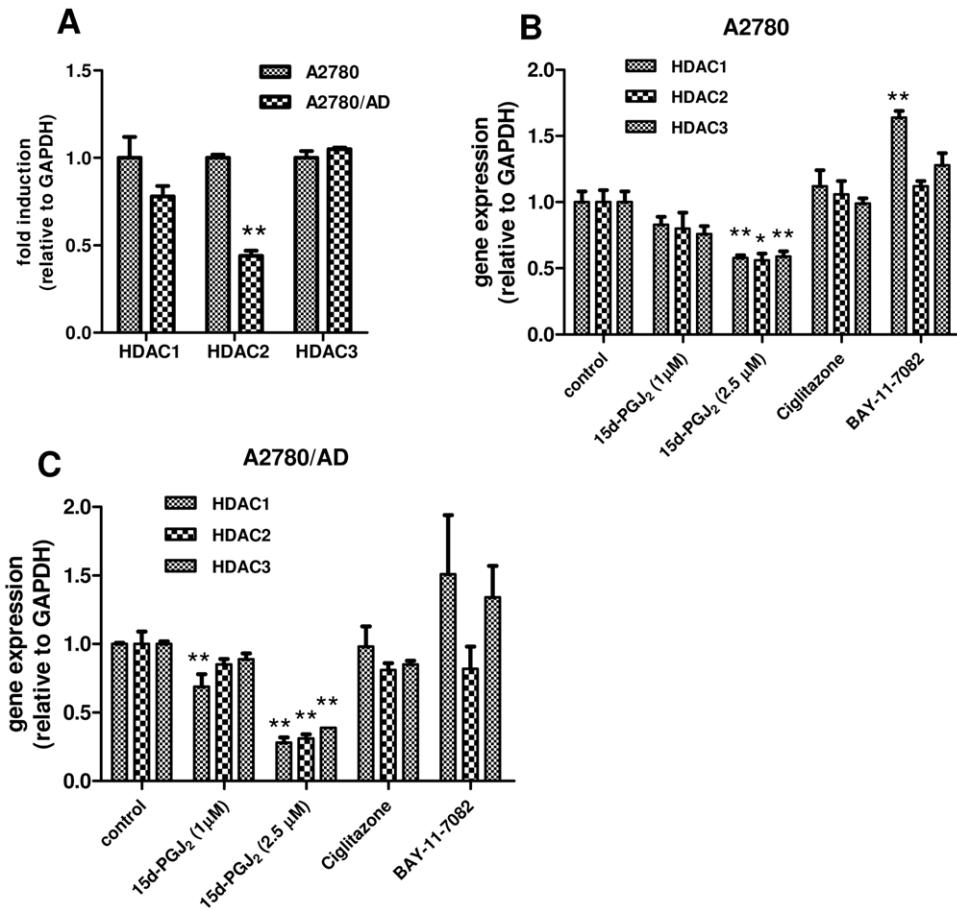 A
1.5
1.0
0.5
0.0
fold induction
(relative to GAPDH)
A2780
A2780/AD
**
HDAC1 HDAC2 HDAC3
B
A2780
2.0
1.5
1.0
0.5
0.0
gene expression
(relative to GAPDH)
HDAC1
HDAC2
HDAC3
** * **
**
control
15d-PGJ₂ (1µM)
15d-PGJ₂ (2.5 µM)
Ciglitazone
BAY-11-7082
C
A2780/AD
2.0
1.5
1.0
0.5
0.0
gene expression
(relative to GAPDH)
HDAC1
HDAC2
HDAC3
**
** ** **
control
15d-PGJ₂ (1µM)
15d-PGJ₂ (2.5 µM)
Ciglitazone
BAY-11-7082